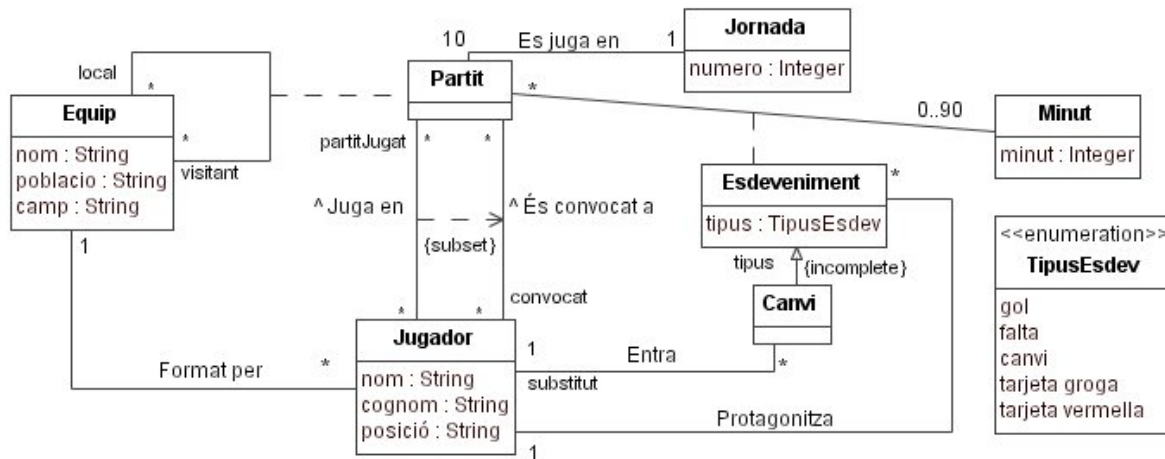 Jornada
numero : Integer
10
Es juga en
1
local
*
Partit
*
Equip
nom : String
poblacio : String
camp : String
*
visitant
1
0..90
Minut
minut : Integer
partitJugat
*
*
^ Juga en
{subset}
^ És convocat a
Esdeveniment
tipus : TipusEsdev
*
tipus
{incomplete}
Canvi
<<enumeration>>
TipusEsdev
gol
falta
canvi
tarjeta groga
tarjeta vermella
convocat
*
*
Jugador
nom : String
cognom : String
posició : String
Format per
*
1
substitut
Entra
*
Protagonitza
1